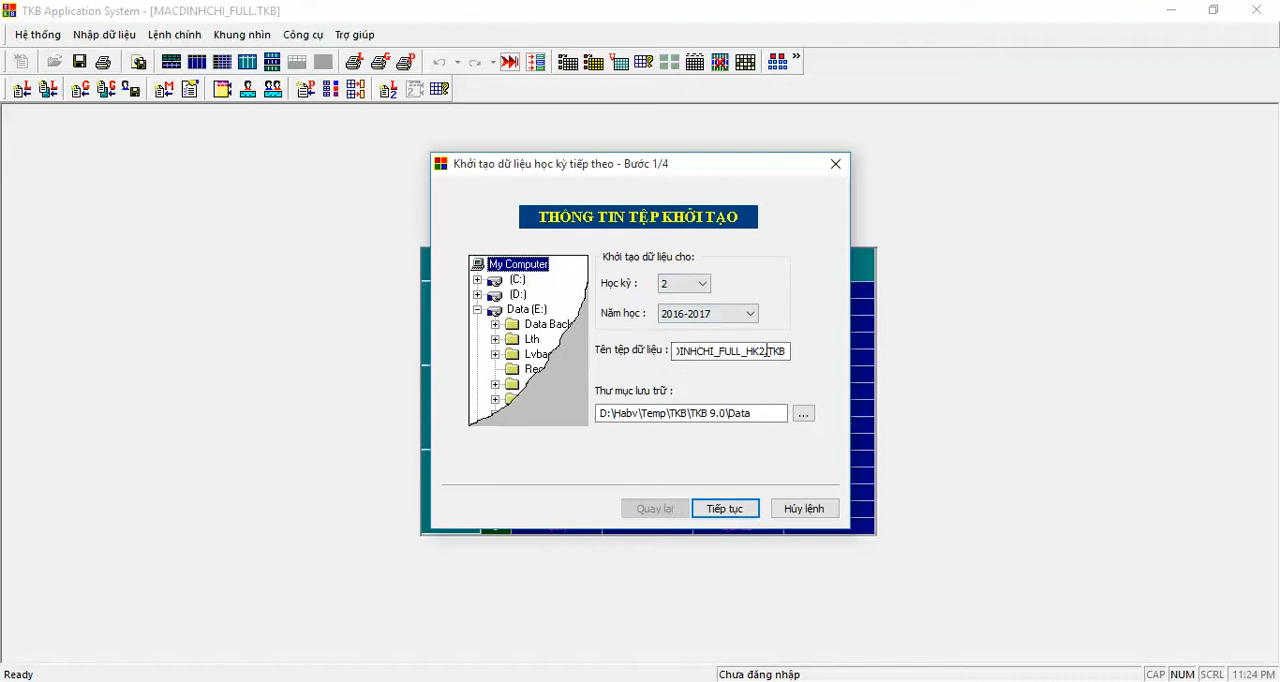 TKB Application System - [MACDINHCHI_FULL.TKB]
Hệ thống Nhập dữ liệu Lệnh chính Khung nhìn Công cụ Trợ giúp
Khởi tạo dữ liệu học kỳ tiếp theo - Bước 1/4
THÔNG TIN TỆP KHỞI TẠO
My Computer
(C:)
(D:)
Data (E:)
Data Back
Lth
Lvba
Rec
Khởi tạo dữ liệu cho:
Học kỳ : 2
Năm học : 2016-2017
Tên tệp dữ liệu : INHCHI_FULL_HK2.TKB
Thư mục lưu trữ :
D:\Habv\Temp\TKB\TKB 9.0\Data ...
Quay lại Tiếp tục Hủy lệnh
Ready Chưa đăng nhập CAP NUM SCRL 11:24 PM